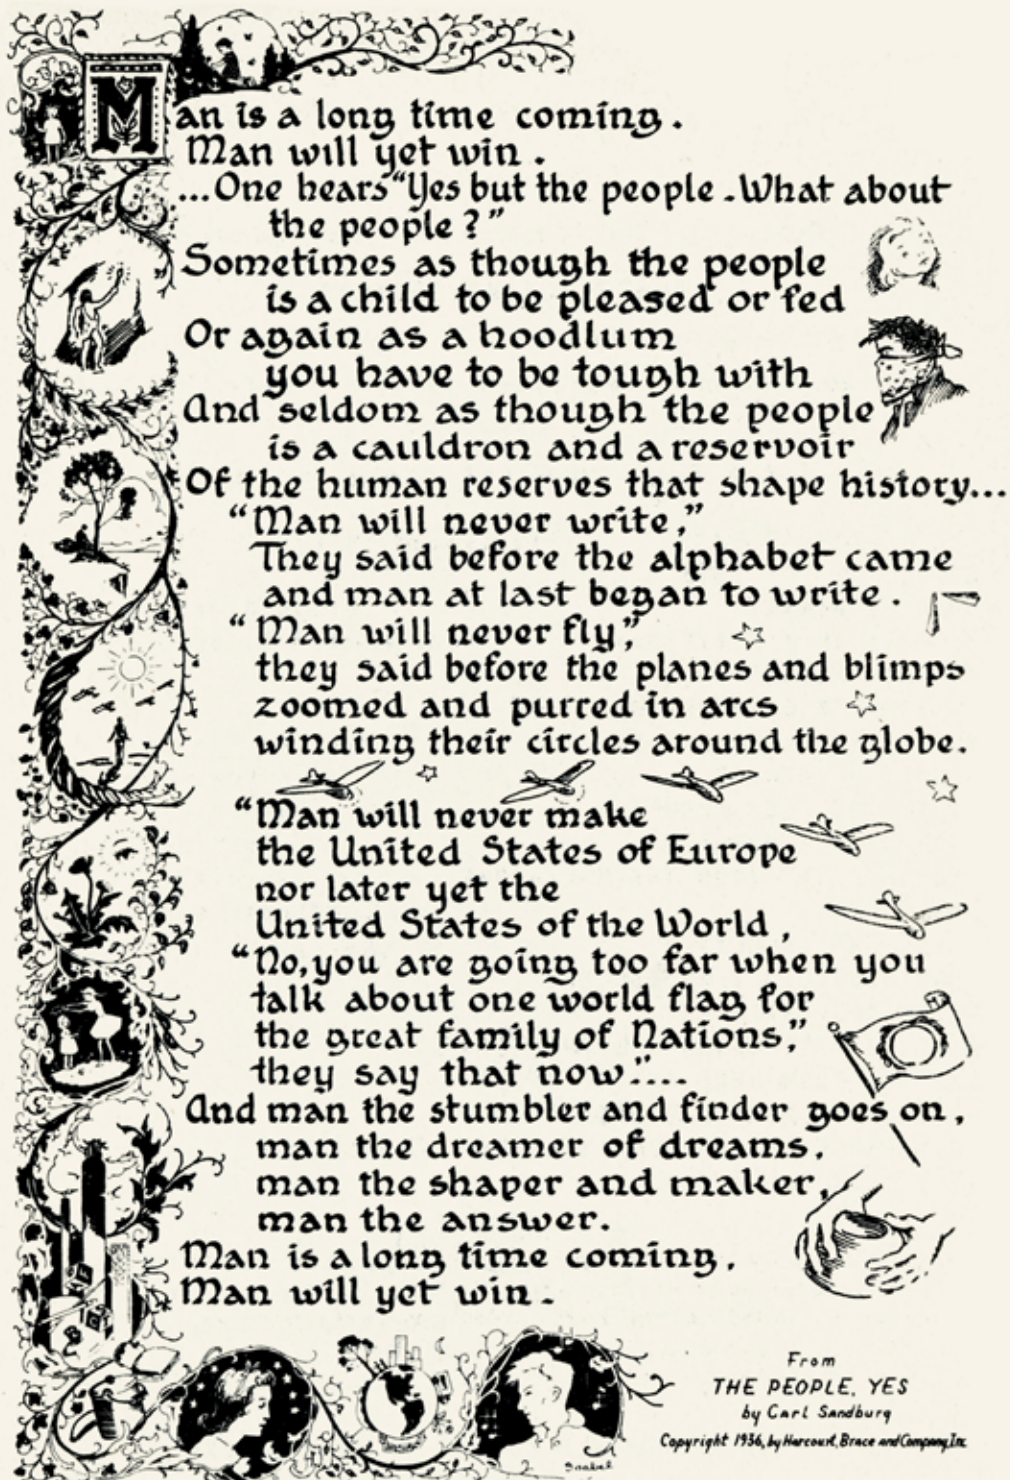 Man is a long time coming.
Man will yet win.
...One hears "Yes but the people. What about
the people?"
Sometimes as though the people
is a child to be pleased or fed
Or again as a hoodlum
you have to be tough with
And seldom as though the people
is a cauldron and a reservoir
Of the human reserves that shape history...
"Man will never write,"
They said before the alphabet came
and man at last began to write.
"Man will never fly,"
they said before the planes and blimps
zoomed and purred in arcs
winding their circles around the globe.
"Man will never make
the United States of Europe
nor later yet the
United States of the World,
"No, you are going too far when you
talk about one world flag for
the great family of Nations,"
they say that now."....
And man the stumbler and finder goes on,
man the dreamer of dreams,
man the shaper and maker,
man the answer.
Man is a long time coming.
Man will yet win.
From
THE PEOPLE, YES
by Carl Sandburg
Copyright 1936, by Harcourt, Brace and Company, Inc.